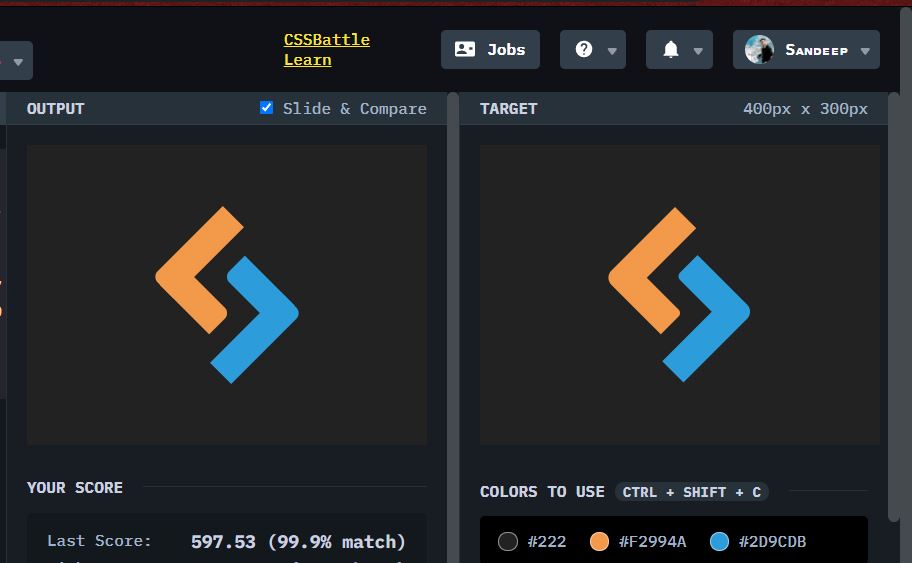 CSSBattle
Learn
Jobs
Sandeep
OUTPUT
Slide & Compare
TARGET
400px x 300px
YOUR SCORE
Last Score:
597.53 (99.9% match)
COLORS TO USE
CTRL + SHIFT + C
#222
#F2994A
#2D9CDB